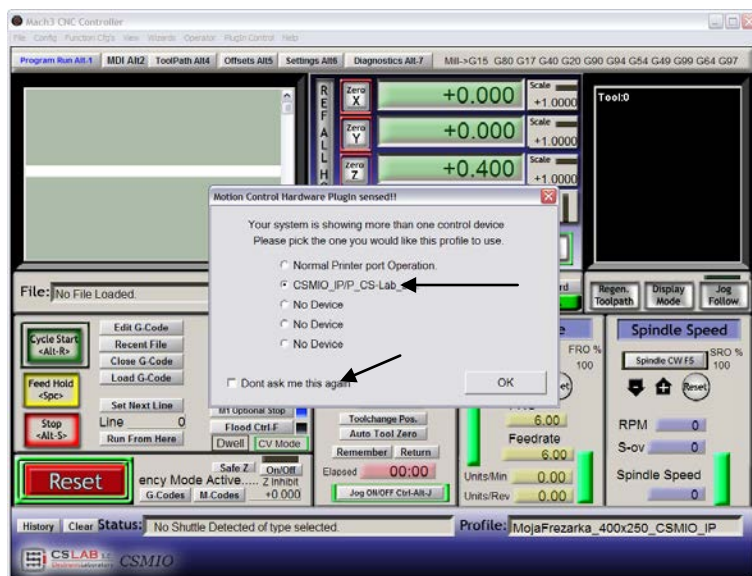 Mach3 CNC Controller
File Config Function Cfg's View Wizards Operator PlugIn Control Help
Program Run Alt-1 MDI Alt2 ToolPath Alt4 Offsets Alt5 Settings Alt6 Diagnostics Alt-7 Mill->G15 G80 G17 G40 G20 G90 G94 G54 G49 G99 G64 G97
REF ALL H
Zero X +0.000 Scale +1.0000
Zero Y +0.000 Scale +1.0000
Zero Z +0.400 Scale +1.0000
Tool:0
Motion Control Hardware PlugIn sensed!!!
Your system is showing more than one control device
Please pick the one you would like this profile to use.
Normal Printer port Operation.
CSMIO_IP/P_CS-Lab_
No Device
No Device
No Device
Dont ask me this again
OK
File: No File Loaded.
Regen. Toolpath Display Mode Jog Follow
Cycle Start <Alt-R>
Feed Hold <Spc>
Stop <Alt-S>
Edit G-Code
Recent File
Close G-Code
Load G-Code
Set Next Line
Line 0
Run From Here
M1 Optional Stop
Flood Ctrl-F
Dwell CV Mode
Toolchange Pos.
Auto Tool Zero
Remember Return
Elapsed 00:00
Jog ON/OFF Ctrl-Alt-J
FRO %
100
6.00
Feedrate
6.00
Units/Min 0.00
Units/Rev 0.00
Spindle Speed
Spindle CW F5
SRO %
100
Reset
RPM 0
S-ov 0
Spindle Speed
0
Reset
ency Mode Active.....
G-Codes M-Codes
Safe Z On/Off
Z Inhibit
+0.000
History Clear Status: No Shuttle Detected of type selected. Profile: MojaFrezarka_400x250_CSMIO_IP
CSLAB s.c.
CSMIO